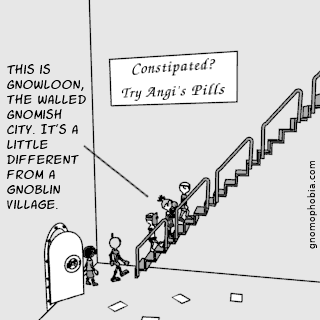 THIS IS
GNOWLOON,
THE WALLED
GNOMISH
CITY. IT'S A
LITTLE
DIFFERENT
FROM A
GNOBLIN
VILLAGE.
Constipated?
Try Angi's Pills
gnomophobia.com